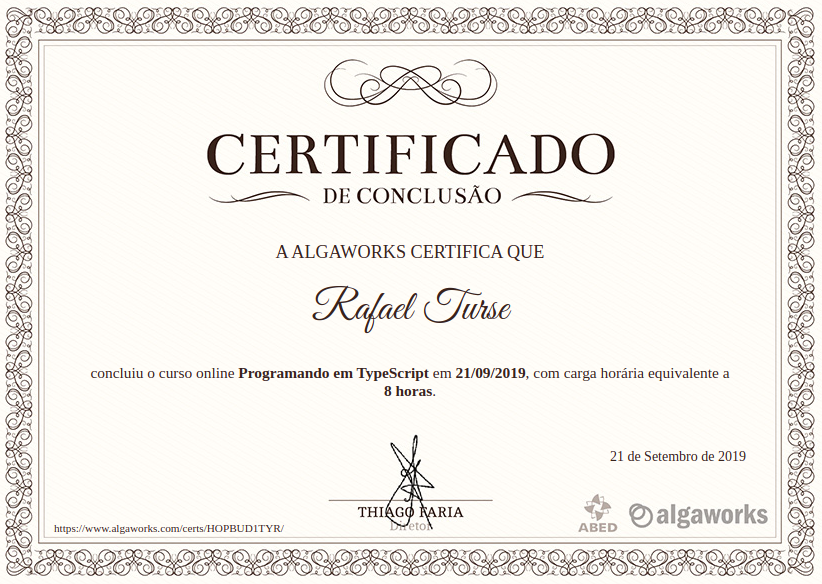 CERTIFICADO
DE CONCLUSÃO
A ALGAWORKS CERTIFICA QUE
Rafael Turse
concluiu o curso online Programando em TypeScript em 21/09/2019, com carga horária equivalente a
8 horas.
21 de Setembro de 2019
THIAGO FARIA
Diretor
https://www.algaworks.com/certs/HOPBUD1TYR/
ABED
algaworks